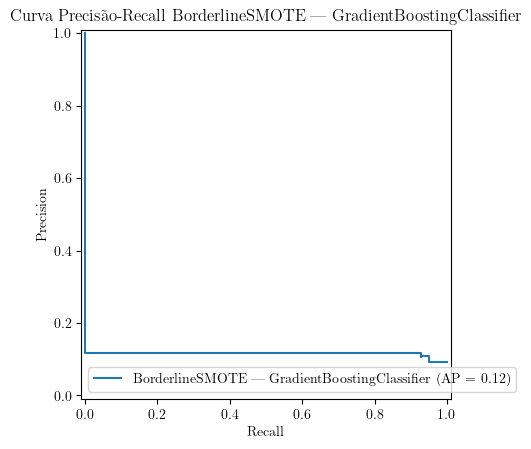 Curva Precisão-Recall BorderlineSMOTE — GradientBoostingClassifier
1.0
0.8
0.6
0.4
0.2
0.0
Precision
BorderlineSMOTE — GradientBoostingClassifier (AP = 0.12)
0.0 0.2 0.4 0.6 0.8 1.0
Recall